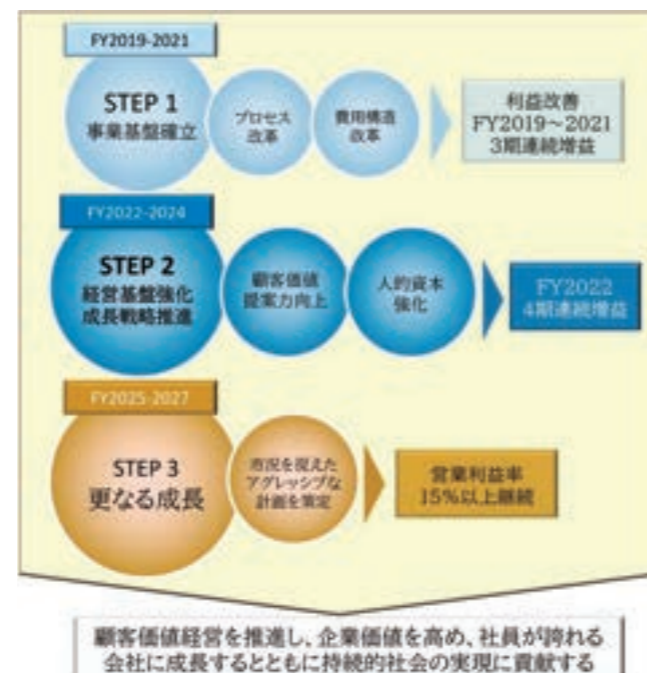 FY2019-2021
STEP 1
事業基盤確立
プロセス
改革
費用構造
改革
利益改善
FY2019～2021
3期連続増益
FY2022-2024
STEP 2
経営基盤強化
成長戦略推進
顧客価値
提案力向上
人的資本
強化
FY2022
4期連続増益
FY2025-2027
STEP 3
更なる成長
市況を捉えた
アグレッシブな
計画を策定
営業利益率
15%以上継続
顧客価値経営を推進し、企業価値を高め、社員が誇れる
会社に成長するとともに持続的社会の実現に貢献する